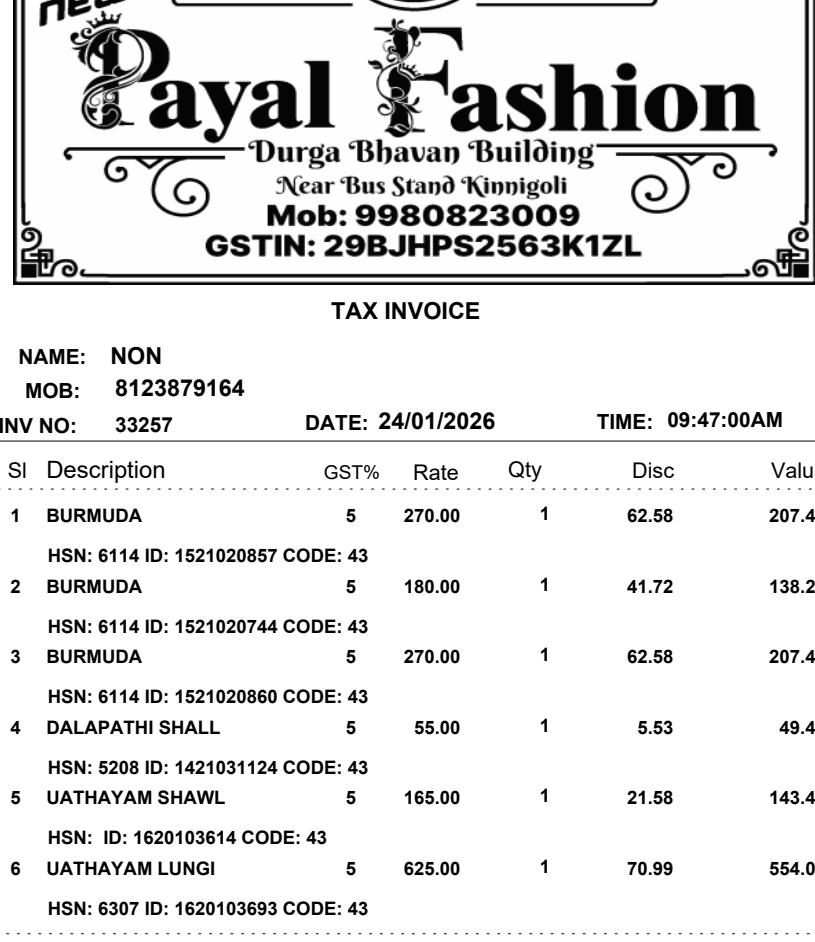 Payal Fashion
Durga Bhavan Building
Near Bus Stand Kinnigoli
Mob: 9980823009
GSTIN: 29BJHPS2563K1ZL
TAX INVOICE
NAME: NON
MOB: 8123879164
INV NO: 33257 DATE: 24/01/2026 TIME: 09:47:00AM
Sl Description GST% Rate Qty Disc Valu
1 BURMUDA 5 270.00 1 62.58 207.4
HSN: 6114 ID: 1521020857 CODE: 43
2 BURMUDA 5 180.00 1 41.72 138.2
HSN: 6114 ID: 1521020744 CODE: 43
3 BURMUDA 5 270.00 1 62.58 207.4
HSN: 6114 ID: 1521020860 CODE: 43
4 DALAPATHI SHALL 5 55.00 1 5.53 49.4
HSN: 5208 ID: 1421031124 CODE: 43
5 UATHAYAM SHAWL 5 165.00 1 21.58 143.4
HSN: ID: 1620103614 CODE: 43
6 UATHAYAM LUNGI 5 625.00 1 70.99 554.0
HSN: 6307 ID: 1620103693 CODE: 43